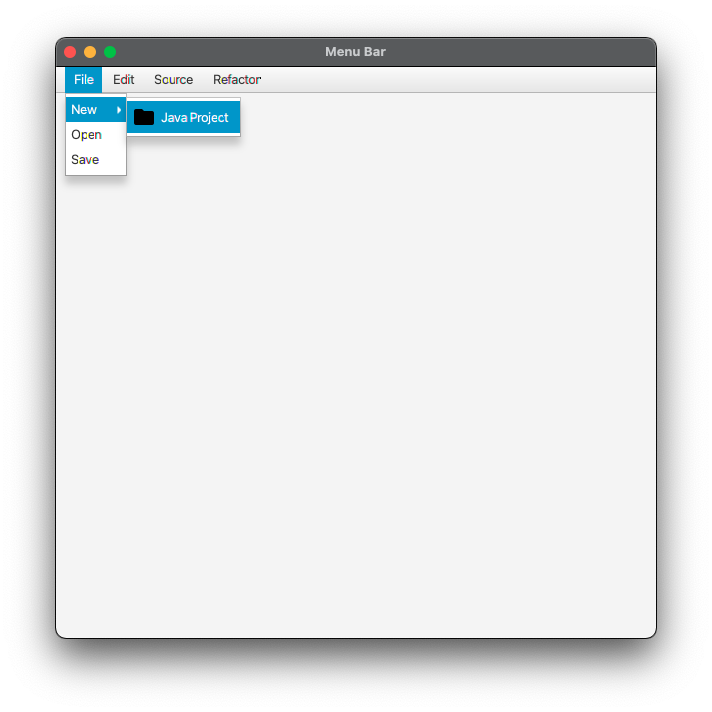 Menu Bar
File Edit Source Refactor
New Java Project
Open
Save